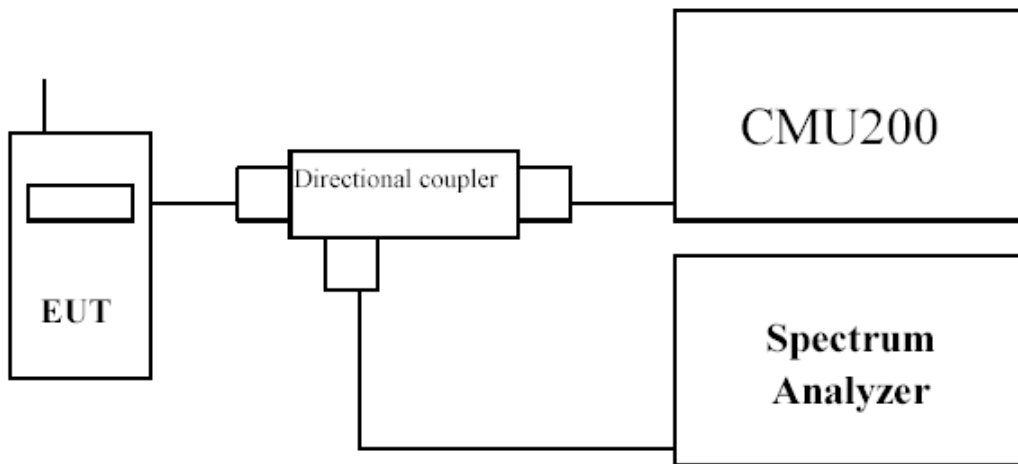 CMU200
Directional coupler
EUT
Spectrum
Analyzer